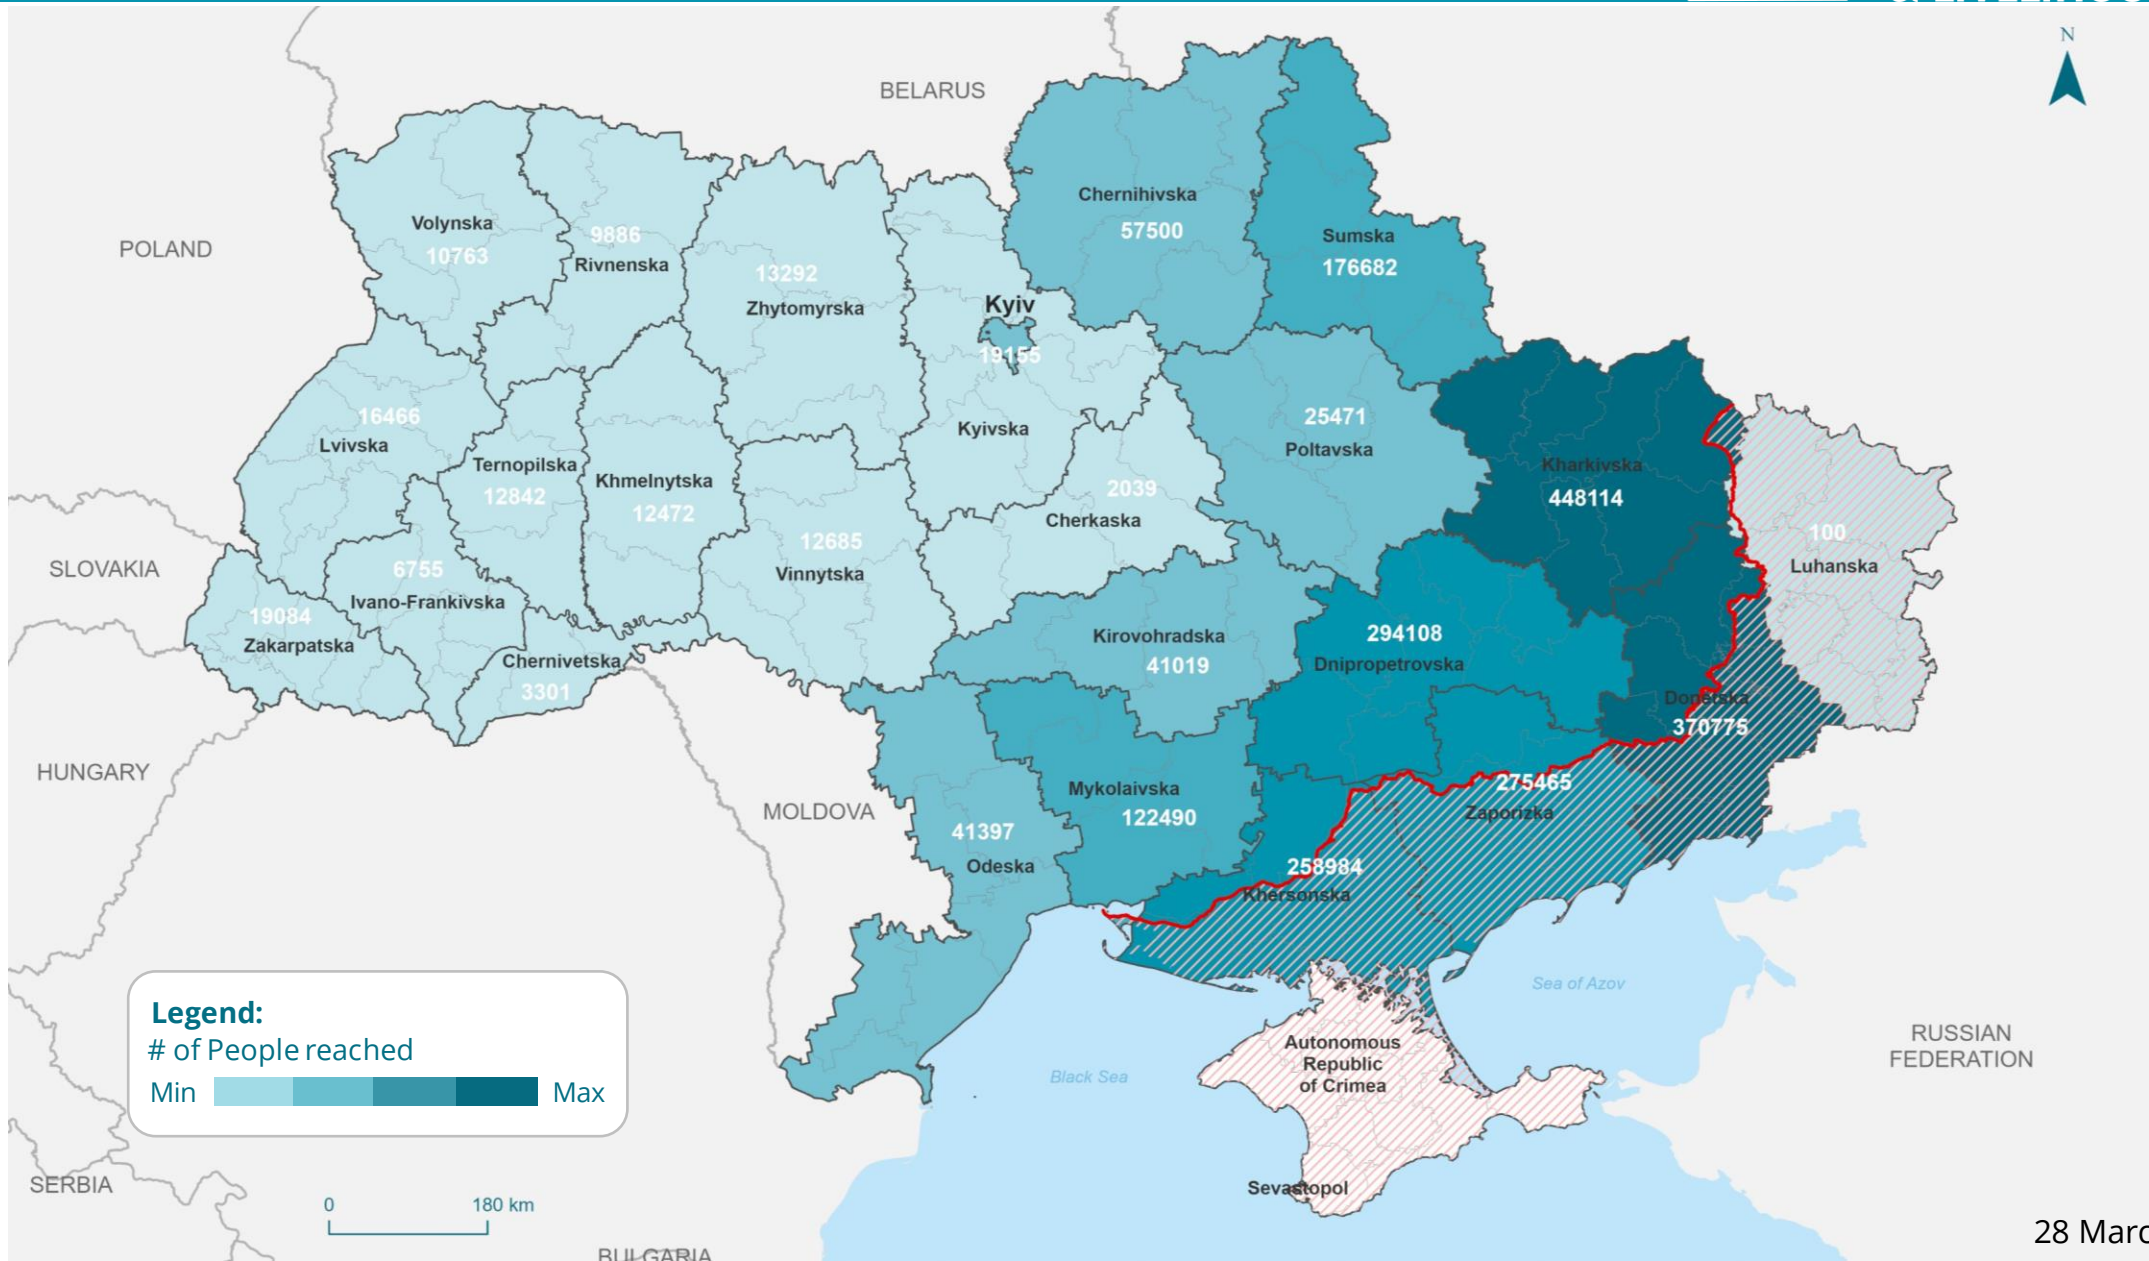 N
BELARUS
POLAND
SLOVAKIA
HUNGARY
SERBIA
BULGARIA
MOLDOVA
RUSSIAN
FEDERATION
Volynska
10763
9886
Rivnenska
13292
Zhytomyrska
Kyiv
19155
Kyivska
Chernihivska
57500
Sumska
176682
16466
Lvivska
Ternopilska
12842
Khmelnytska
12472
12685
Vinnytska
2039
Cherkaska
25471
Poltavska
Kharkivska
448114
100
Luhanska
6755
Ivano-Frankivska
19084
Zakarpatska
Chernivetska
3301
Kirovohradska
41019
294108
Dnipropetrovska
Donetska
370775
275465
Zaporizka
Mykolaivska
122490
41397
Odeska
258984
Khersonska
Sea of Azov
Black Sea
Autonomous
Republic
of Crimea
Sevastopol
Legend:
# of People reached
Min Max
0 180 km
28 Marc